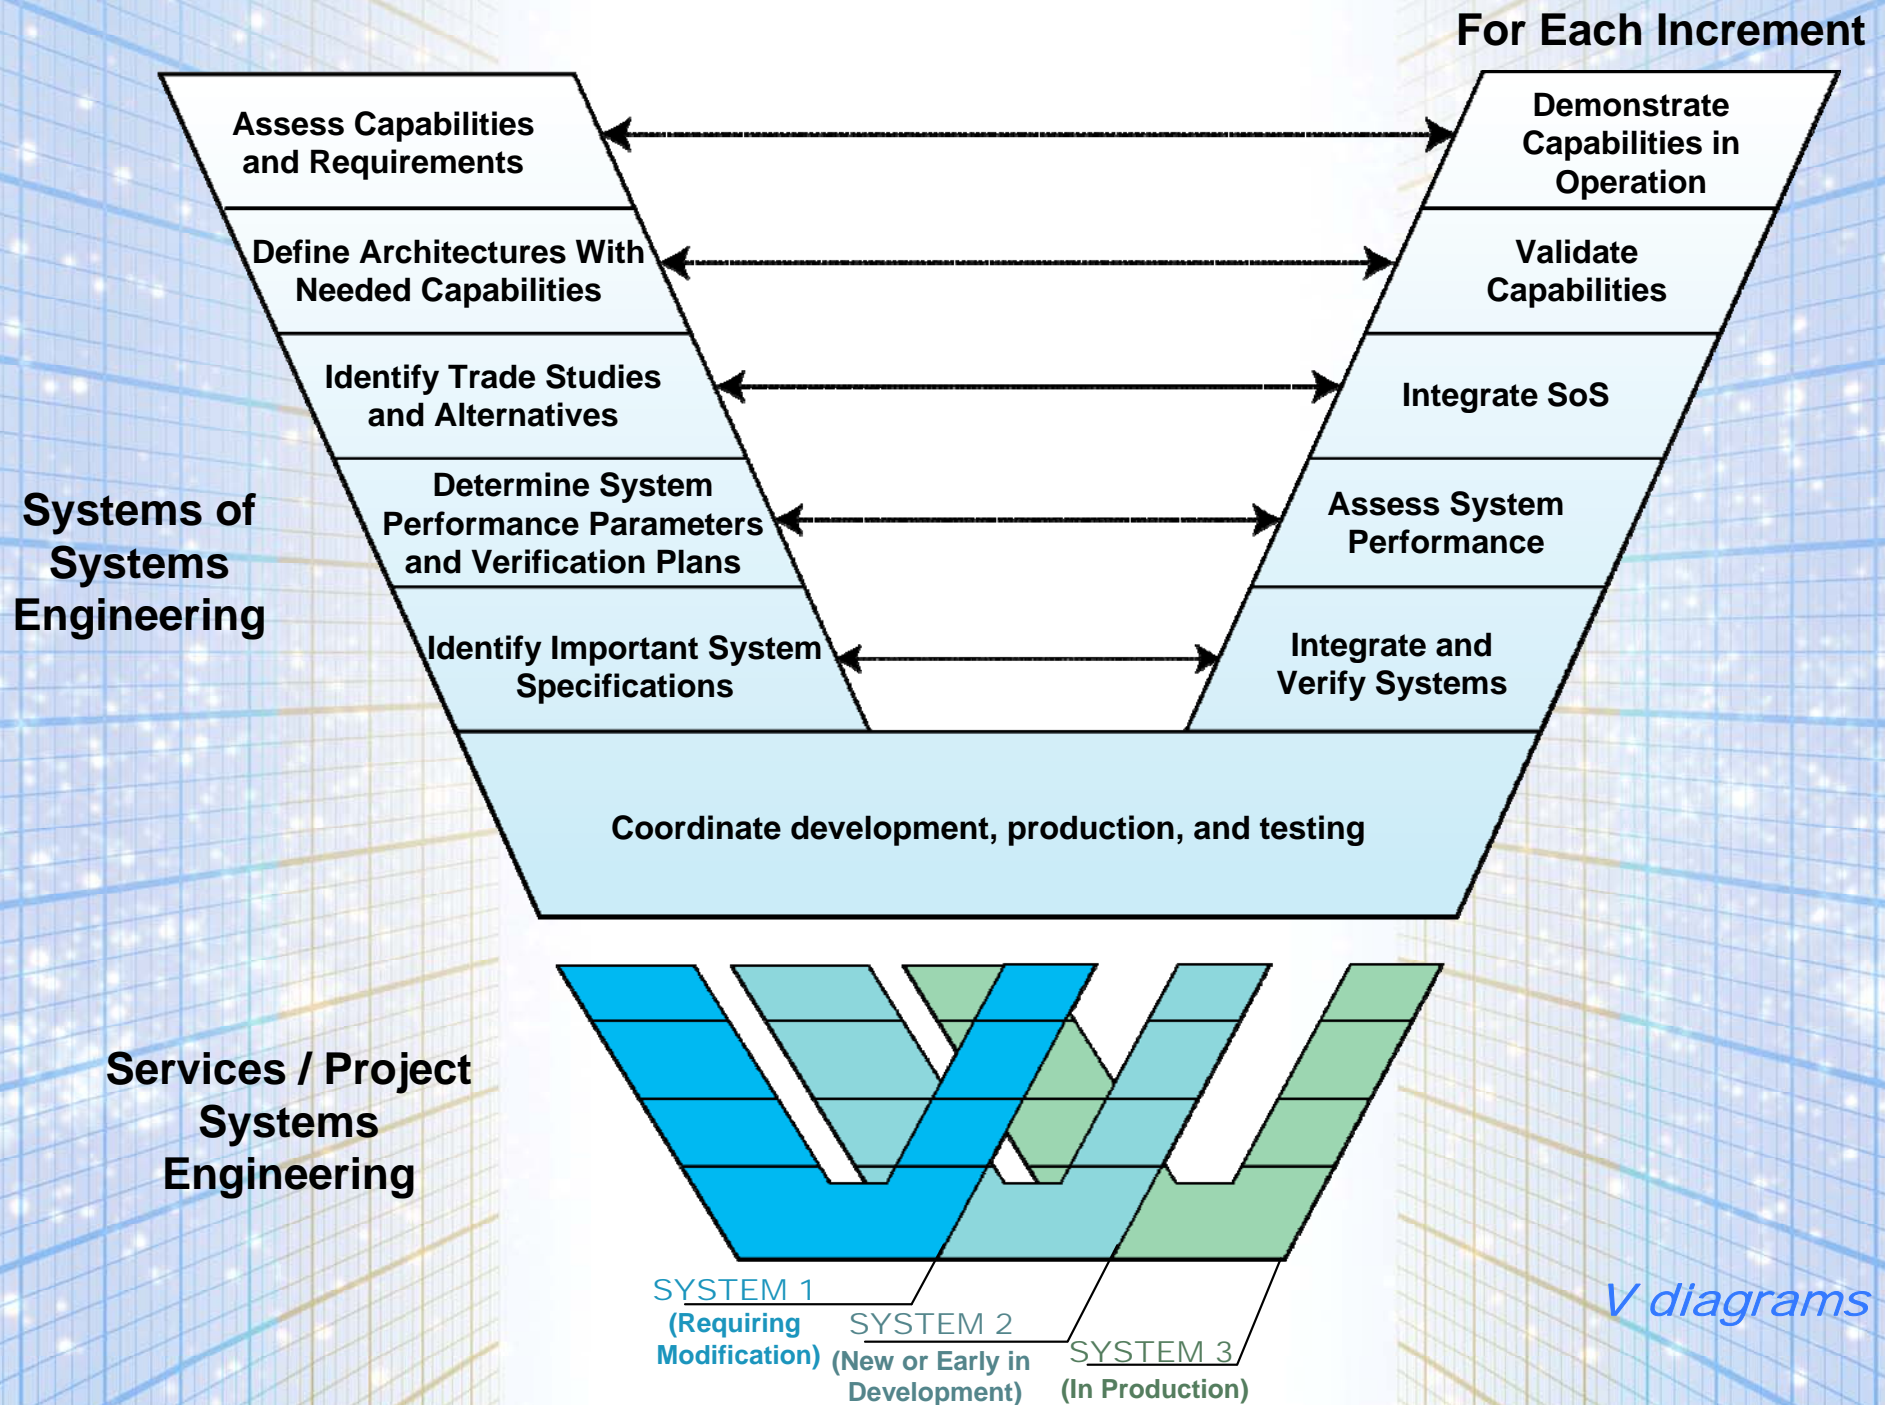 For Each Increment
Assess Capabilities
and Requirements
Demonstrate
Capabilities in
Operation
Define Architectures With
Needed Capabilities
Validate
Capabilities
Identify Trade Studies
and Alternatives
Integrate SoS
Systems of
Systems
Engineering
Determine System
Performance Parameters
and Verification Plans
Assess System
Performance
Identify Important System
Specifications
Integrate and
Verify Systems
Coordinate development, production, and testing
Services / Project
Systems
Engineering
SYSTEM 1
(Requiring
Modification)
SYSTEM 2
(New or Early in
Development)
SYSTEM 3
(In Production)
V diagrams